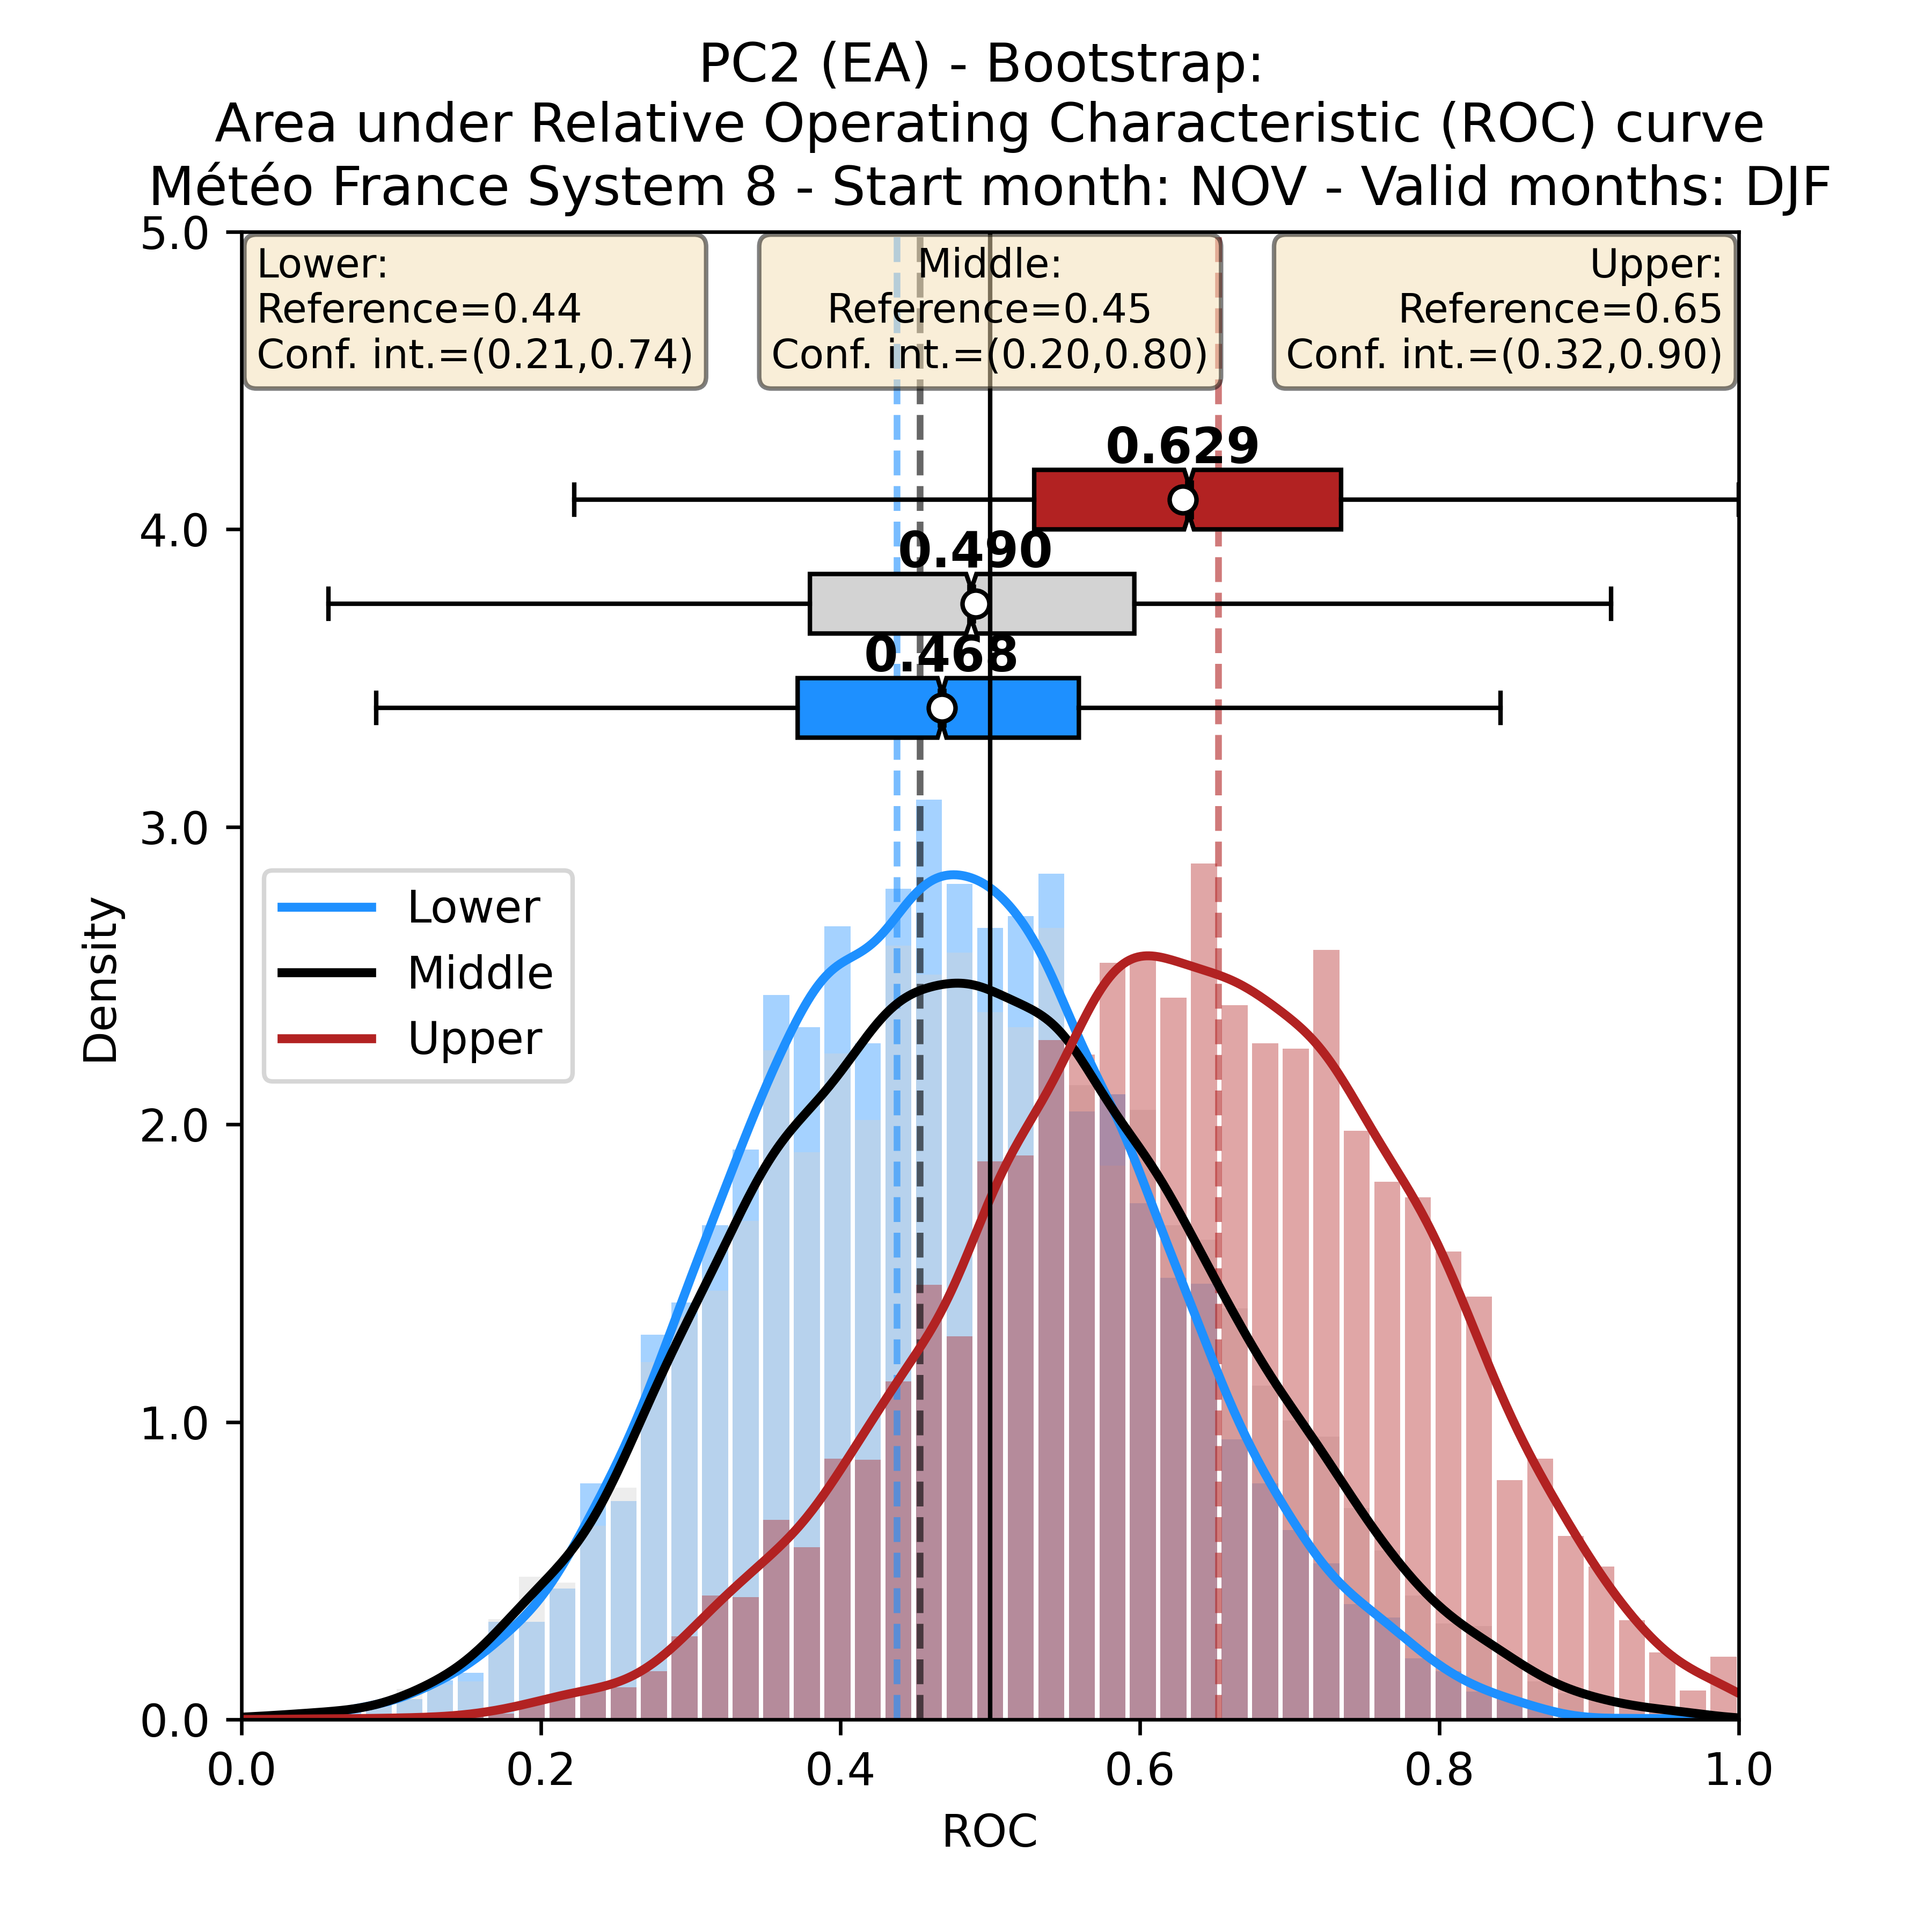 PC2 (EA) - Bootstrap:
Area under Relative Operating Characteristic (ROC) curve
Météo France System 8 - Start month: NOV - Valid months: DJF
5.0
Lower:
Reference=0.44
Conf. int.=(0.21,0.74)
Middle:
Reference=0.45
Conf. int.=(0.20,0.80)
Upper:
Reference=0.65
Conf. int.=(0.32,0.90)
0.629
4.0
0.490
0.468
3.0
Lower
Middle
Upper
Density
2.0
1.0
0.0
0.0 0.2 0.4 0.6 0.8 1.0
ROC